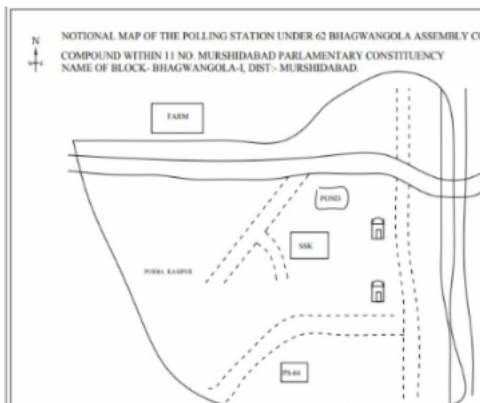 NOTIONAL MAP OF THE POLLING STATION UNDER 62 BHAGWANGOLA ASSEMBLY CO
N
COMPOUND WITHIN 11 NO. MURSHIDABAD PARLAMENTARY CONSTITUENCY
NAME OF BLOCK- BHAGWANGOLA-I, DIST:- MURSHIDABAD.
FARM
POND
SSK
PURBA KASIPUR
PS-64